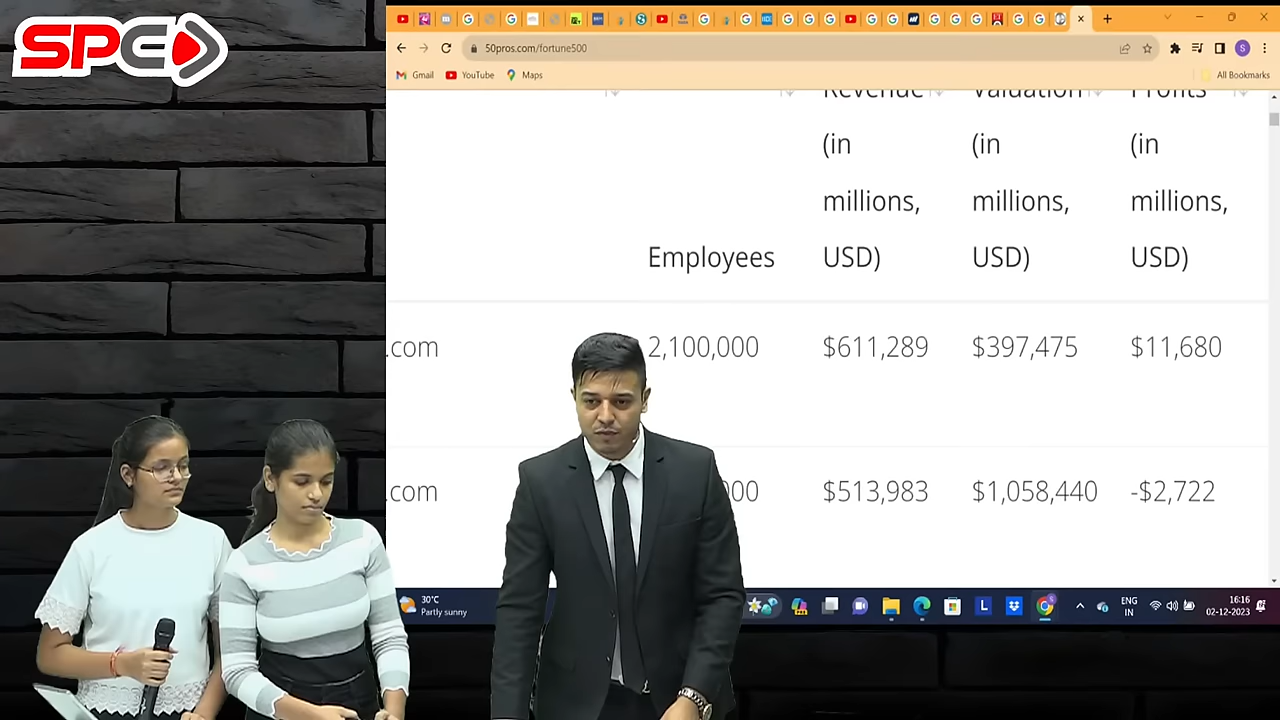 SPED
50pros.com/fortune500
Gmail YouTube Maps All Bookmarks
Revenue Valuation Profits
(in (in (in
millions, millions, millions,
Employees USD) USD) USD)
.com 2,100,000 $611,289 $397,475 $11,680
.com 000 $513,983 $1,058,440 -$2,722
30°C
Partly sunny
ENG
IN
16:16
02-12-2023